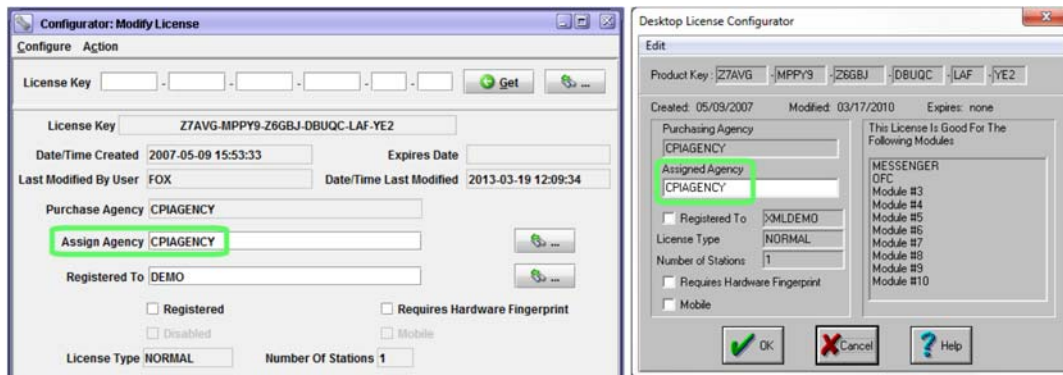 Configurator: Modify License
Configure Action
License Key - - - - - Get ...
License Key Z7AVG-MPPY9-Z6GBJ-DBUQC-LAF-YE2
Date/Time Created 2007-05-09 15:53:33 Expires Date
Last Modified By User FOX Date/Time Last Modified 2013-03-19 12:09:34
Purchase Agency CPIAGENCY
Assign Agency CPIAGENCY ...
Registered To DEMO ...
Registered Requires Hardware Fingerprint
Disabled Mobile
License Type NORMAL Number Of Stations 1
Desktop License Configurator
Edit
Product Key: Z7AVG -MPPY9 -Z6GBJ -DBUQC -LAF -YE2
Created: 05/09/2007 Modified: 03/17/2010 Expires: none
Purchasing Agency
CPIAGENCY
Assigned Agency
CPIAGENCY
Registered To XMLDEMO
License Type NORMAL
Number of Stations 1
Requires Hardware Fingerprint
Mobile
This License Is Good For The
Following Modules
MESSENGER
OFC
Module #3
Module #4
Module #5
Module #6
Module #7
Module #8
Module #9
Module #10
OK Cancel Help